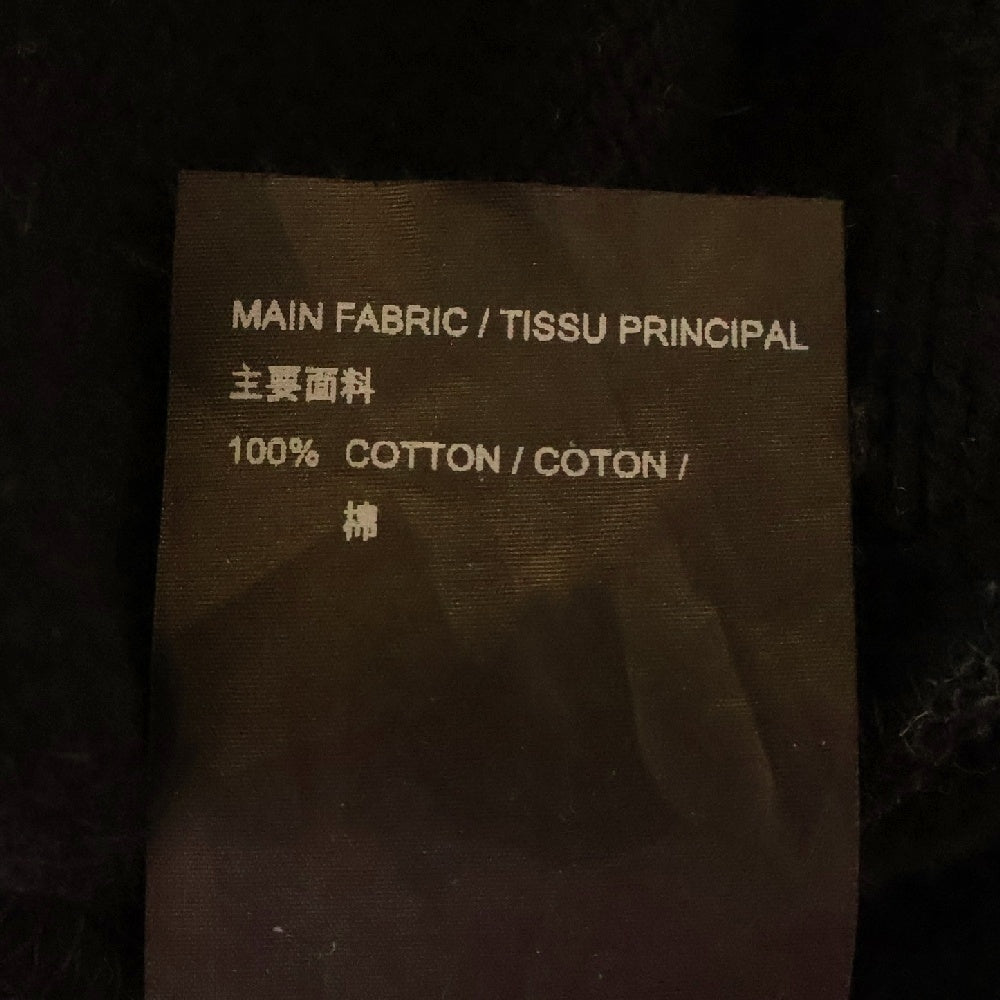 MAIN FABRIC / TISSU PRINCIPAL
主要面料
100% COTTON / COTON /
棉